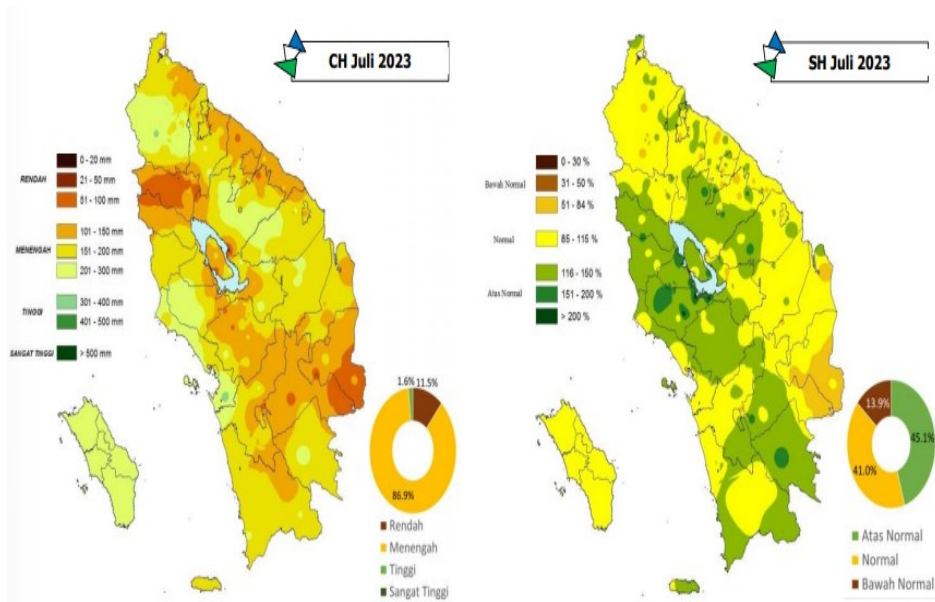 CH Juli 2023
0 - 20 mm
RENDAH
21 - 50 mm
51 - 100 mm
101 - 150 mm
MENENGAH
151 - 200 mm
201 - 300 mm
301 - 400 mm
TINGGI
401 - 500 mm
SANGAT TINGGI
> 500 mm
1.6%
11.5%
86.9%
Rendah
Menengah
Tinggi
Sangat Tinggi
SH Juli 2023
0 - 30 %
Bawah Normal
31 - 50 %
51 - 84 %
Normal
85 - 115 %
116 - 150 %
Atas Normal
151 - 200 %
> 200 %
13.9%
45.1%
41.0%
Atas Normal
Normal
Bawah Normal